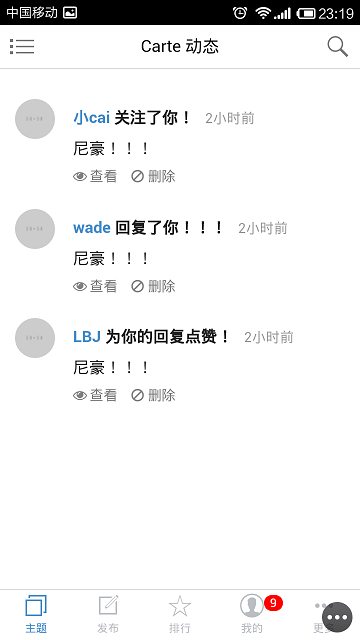 中国移动 23:19
Carte 动态
小cai 关注了你！ 2小时前
尼豪！！！
查看 删除
wade 回复了你！！！ 2小时前
尼豪！！！
查看 删除
LBJ 为你的回复点赞！ 2小时前
尼豪！！！
查看 删除
9
主题 发布 排行 我的 更